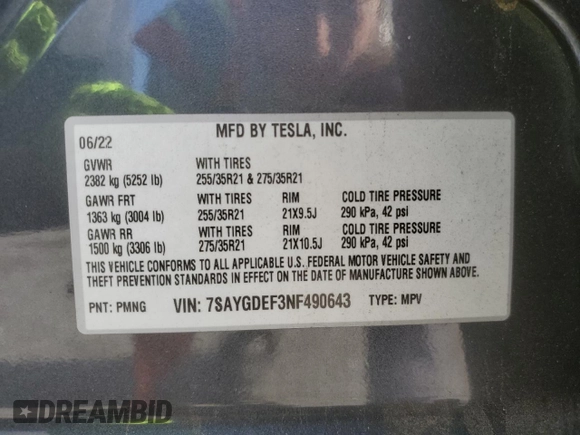 MFD BY TESLA, INC.
06/22
GVWR WITH TIRES
2382 kg (5252 lb) 255/35R21 & 275/35R21
GAWR FRT WITH TIRES RIM COLD TIRE PRESSURE
1363 kg (3004 lb) 255/35R21 21X9.5J 290 kPa, 42 psi
GAWR RR WITH TIRES RIM COLD TIRE PRESSURE
1500 kg (3306 lb) 275/35R21 21X10.5J 290 kPa, 42 psi
THIS VEHICLE CONFORMS TO ALL APPLICABLE U.S. FEDERAL MOTOR VEHICLE SAFETY AND
THEFT PREVENTION STANDARDS IN EFFECT ON THE DATE OF MANUFACTURE SHOWN ABOVE.
PNT: PMNG VIN: 7SAYGDEF3NF490643 TYPE: MPV
DREAMBID